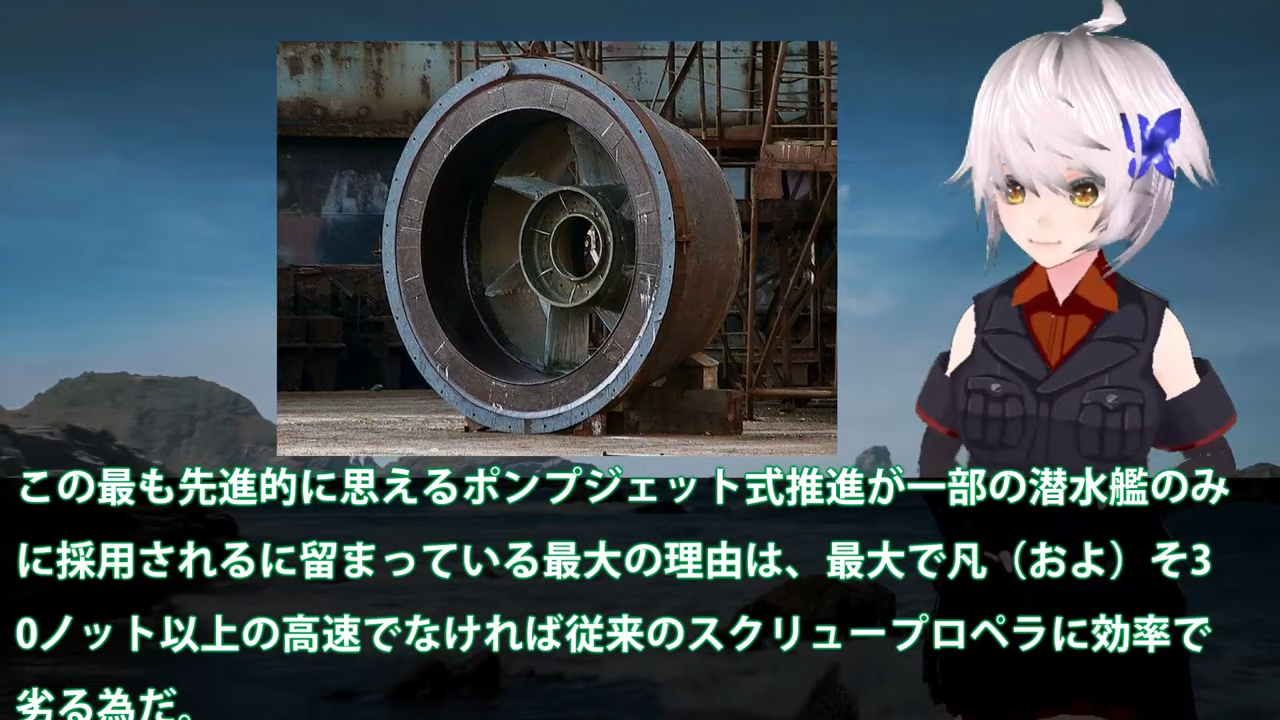 この最も先進的に思えるポンプジェット式推進が一部の潜水艦のみ
に採用されるに留まっている最大の理由は、最大で凡（およ）そ3
0ノット以上の高速でなければ従来のスクリュープロペラに効率で
劣る為だ。